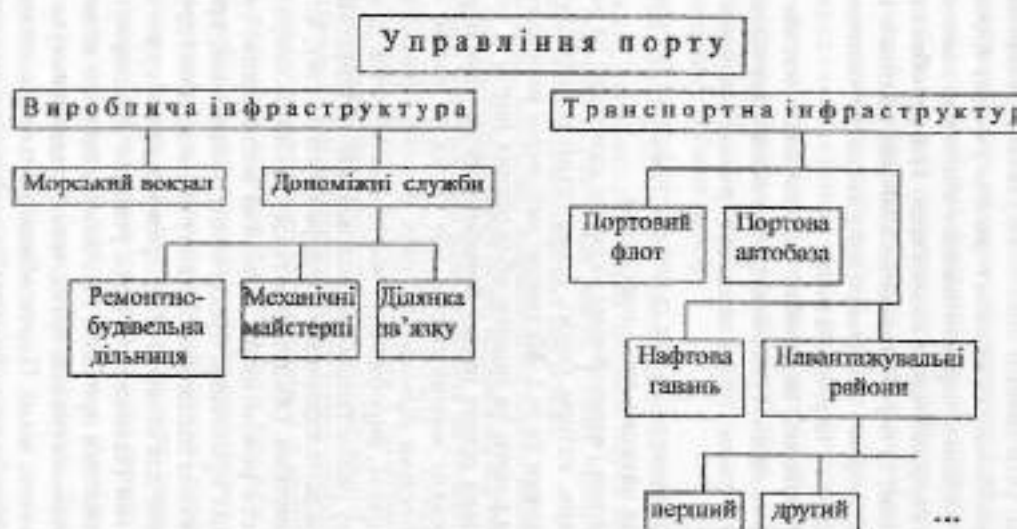 Управління порту
Виробнича інфраструктура
Транспортна інфраструктур
Морський вокзал
Допоміжні служби
Портовий
флот
Портова
автобаза
Ремонтно-
будівельна
дільниця
Механічні
майстерні
Ділянка
зв'язку
Нафтова
гавань
Навантажувальні
райони
перший
другий
...